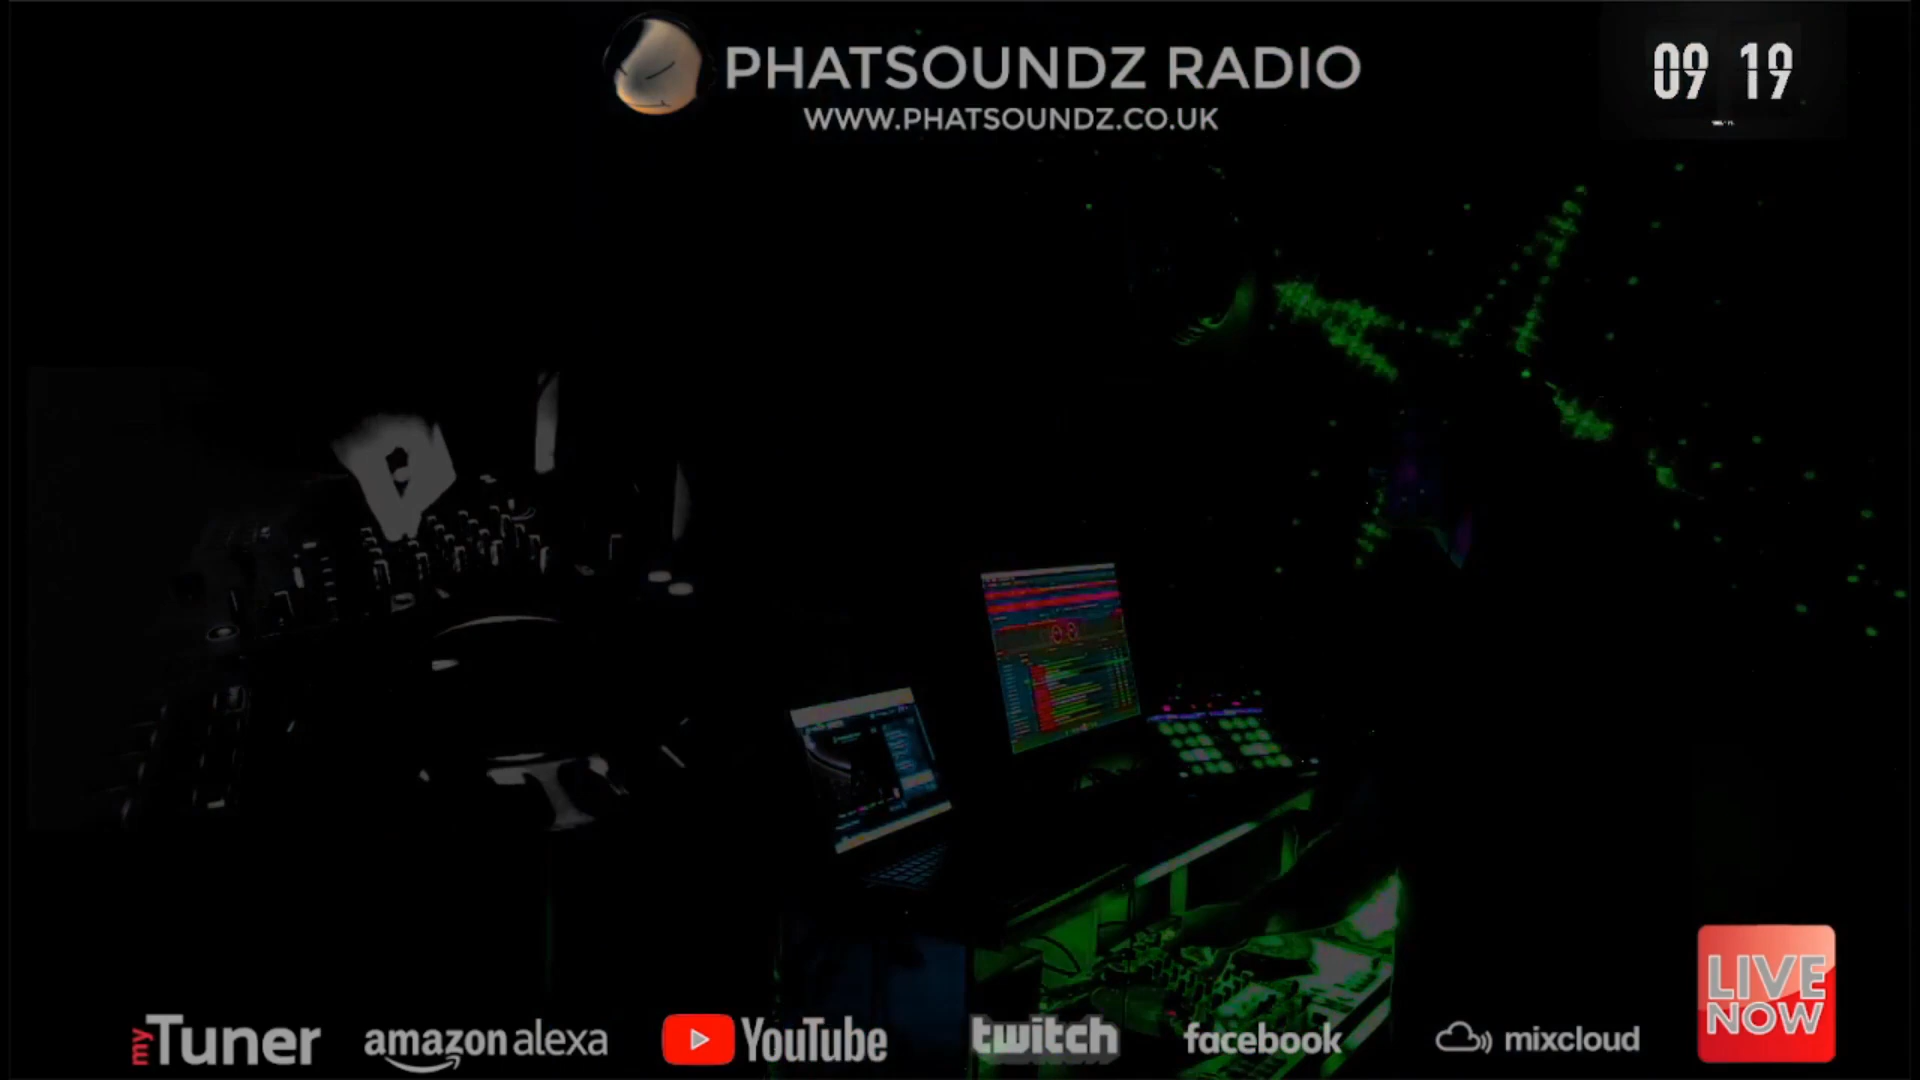 PHATSOUNDZ RADIO
WWW.PHATSOUNDZ.CO.UK
09 19
LIVE
NOW
myTuner
amazon alexa
YouTube
twitch
facebook
mixcloud